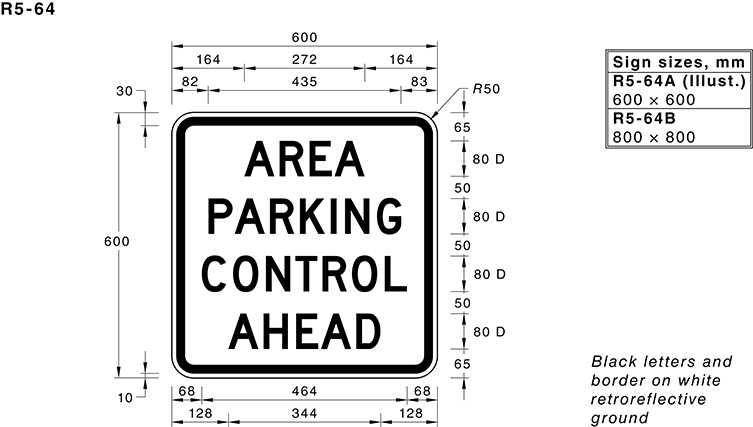 R5-64
600
164 272 164
82 435 83
30
R50
Sign sizes, mm
R5-64A (Illust.)
600 × 600
R5-64B
800 × 800
65
AREA
80 D
50
PARKING
80 D
600
50
CONTROL
80 D
50
AHEAD
80 D
65
10
68 464 68
128 344 128
Black letters and
border on white
retroreflective
ground